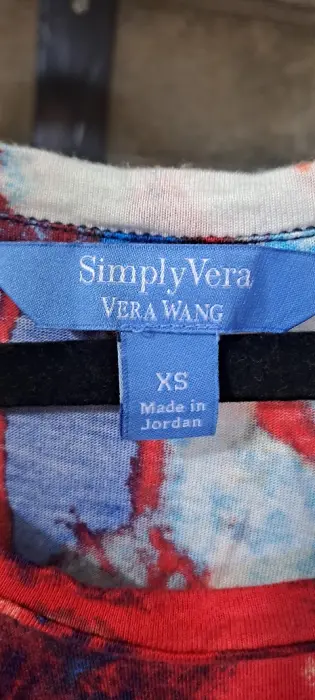 SimplyVera
VERA WANG
XS
Made in
Jordan